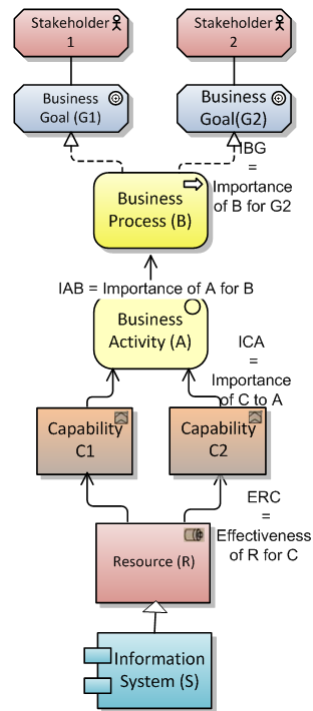 Stakeholder
1
Stakeholder
2
Business
Goal (G1)
Business
Goal(G2)
IBG
=
Importance
of B for G2
Business
Process (B)
IAB = Importance of A for B
Business
Activity (A)
ICA
=
Importance
of C to A
Capability
C1
Capability
C2
ERC
=
Effectiveness
of R for C
Resource (R)
Information
System (S)